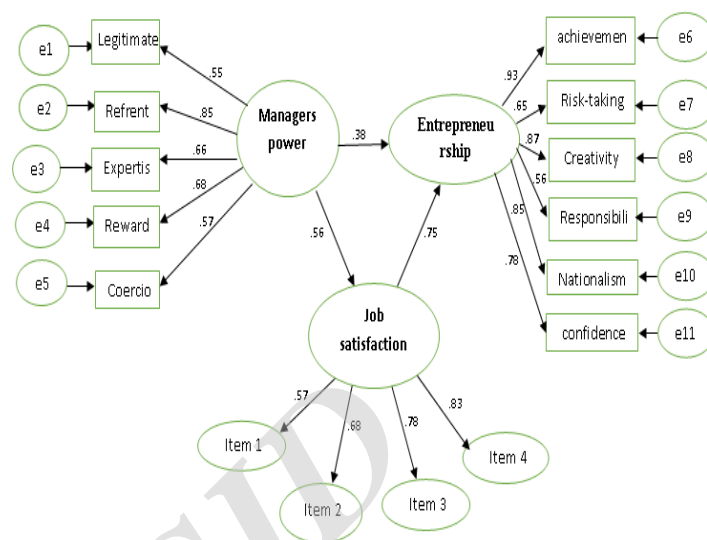 e1
Legitimate
.55
e2
Refrent
.85
e3
Expertis
.66
e4
Reward
.68
e5
Coercio
.57
Managers
power
.38
Entrepreneu
rship
.56
.75
Job
satisfaction
.93
achievemen
e6
.65
Risk-taking
e7
.87
Creativity
e8
.56
Responsibili
e9
.85
Nationalism
e10
.78
confidence
e11
.57
Item 1
.68
Item 2
.78
Item 3
.83
Item 4
SID